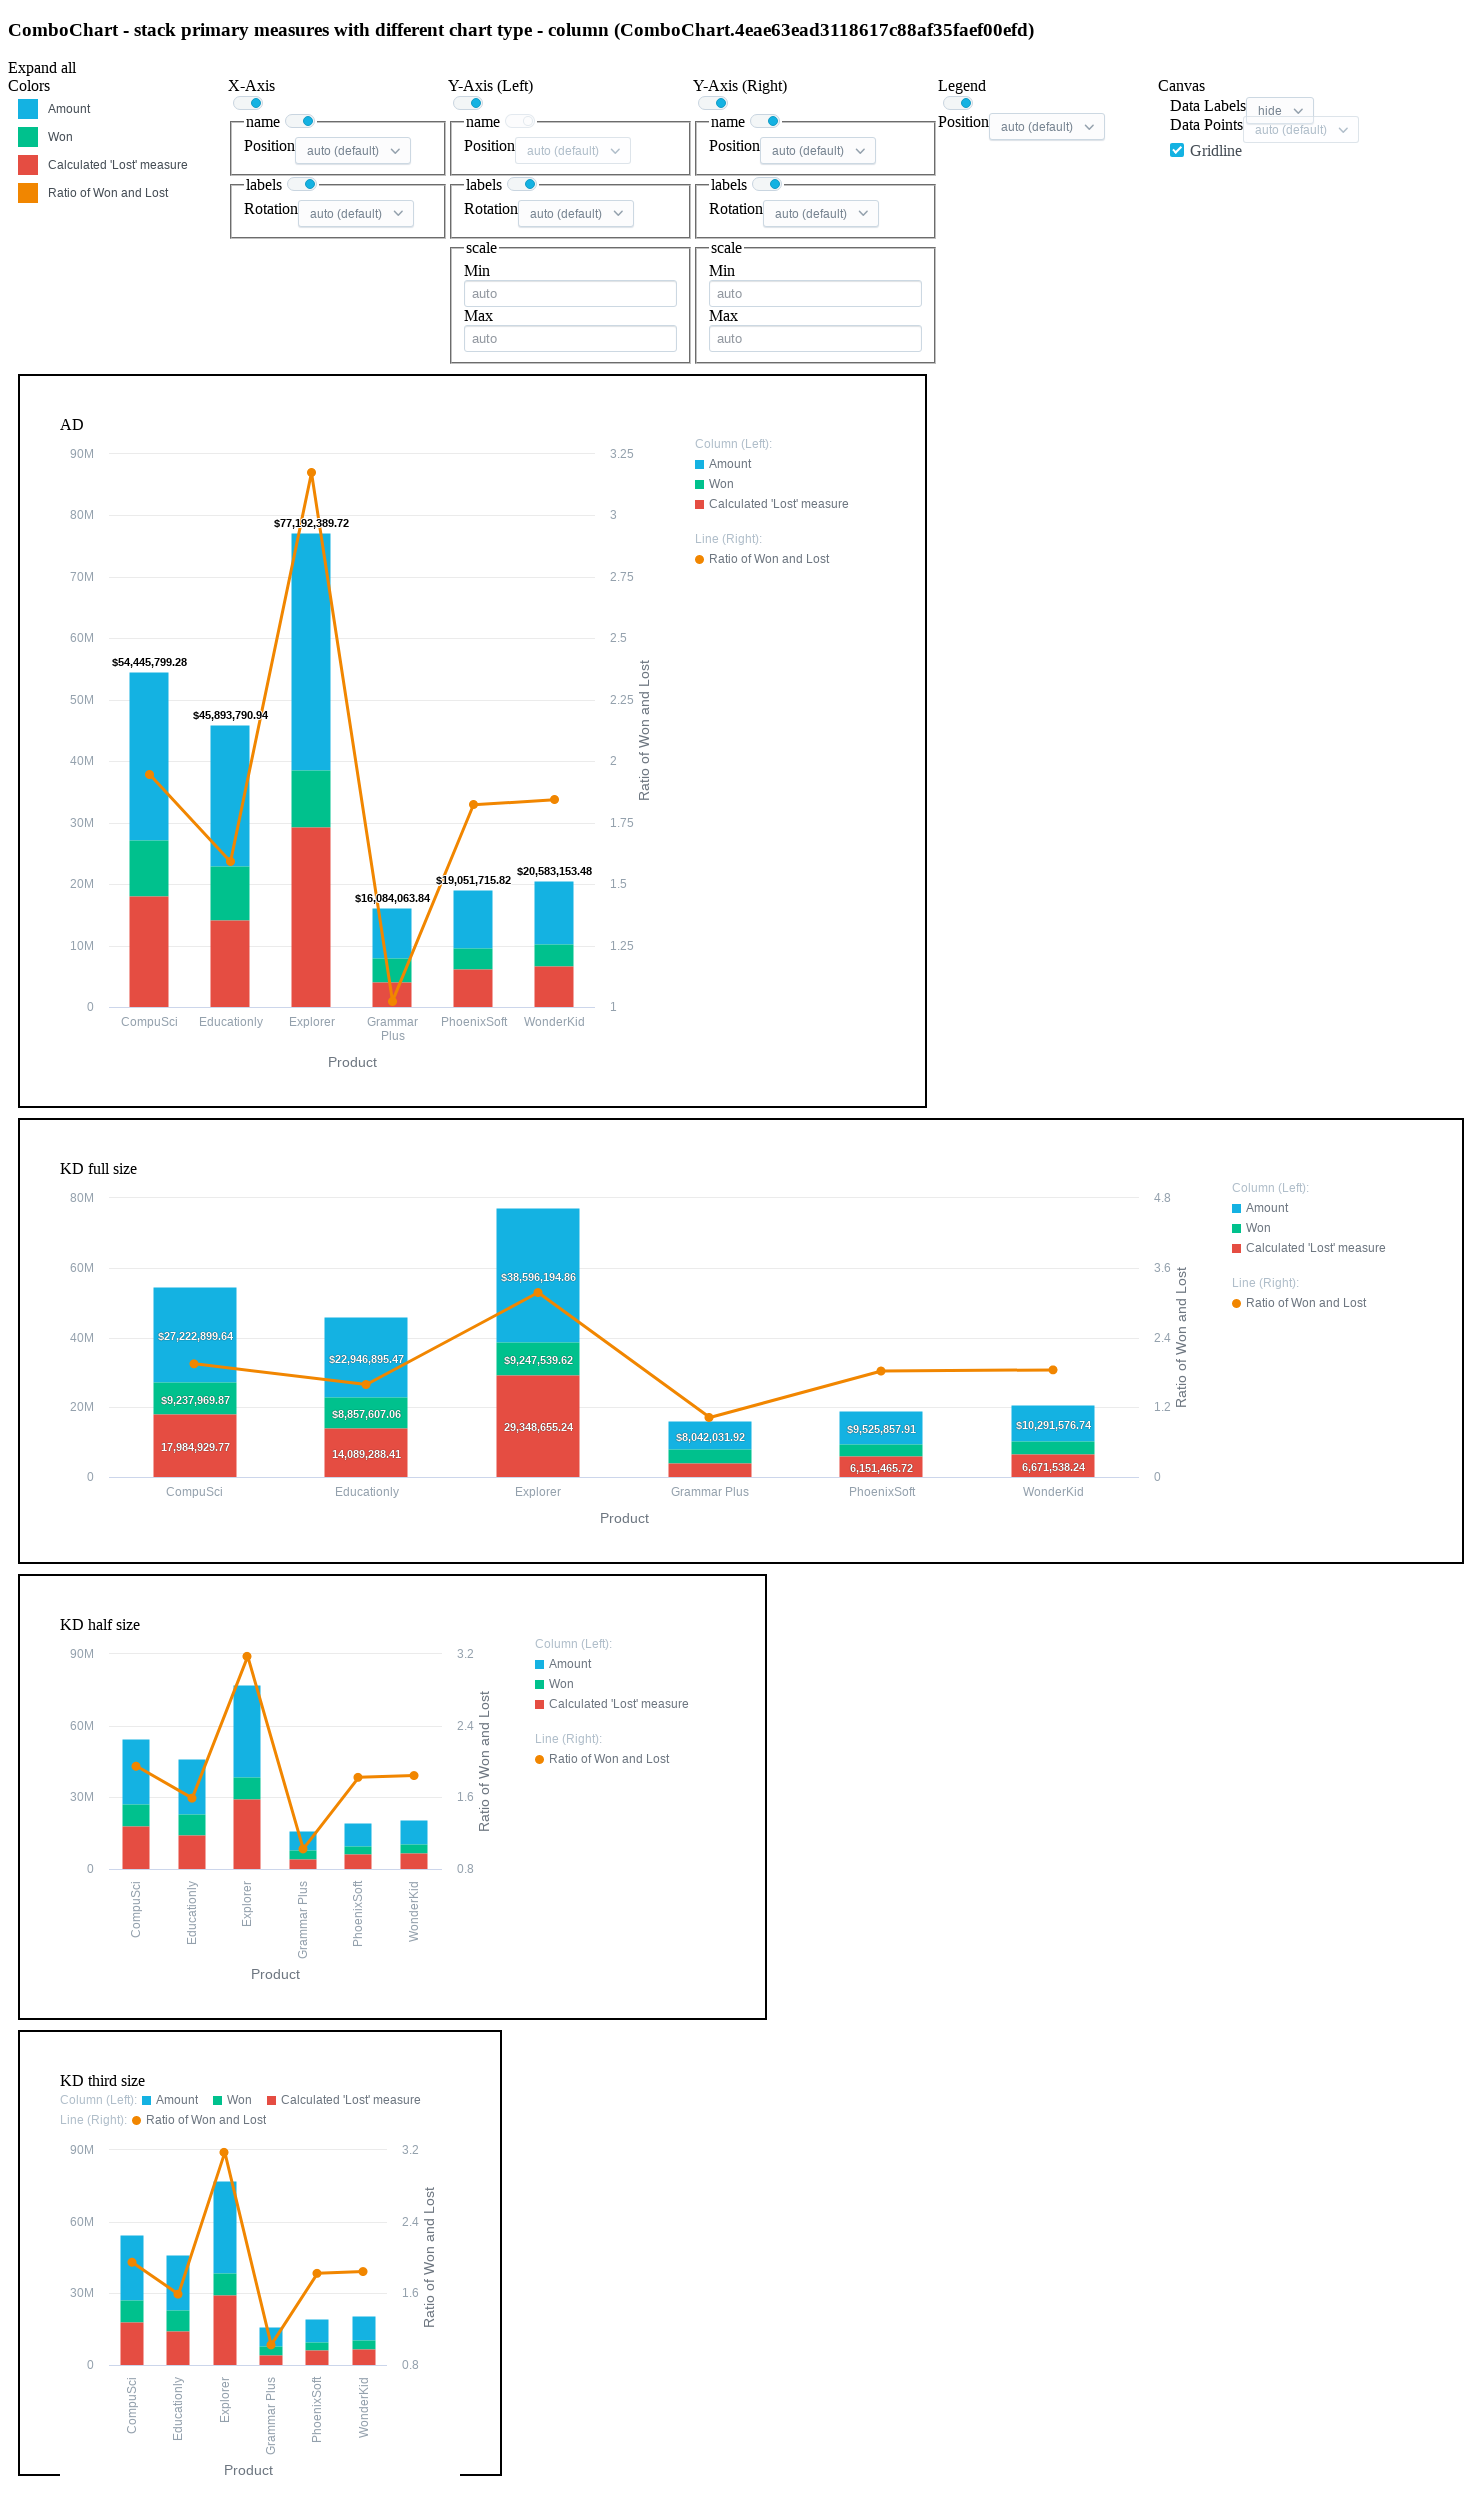 ComboChart - stack primary measures with different chart type - column (ComboChart.4eae63ead3118617c88af35faef00efd)
Expand all
Colors
Amount
Won
Calculated 'Lost' measure
Ratio of Won and Lost
X-Axis
name
Position auto (default)
labels
Rotation auto (default)
Y-Axis (Left)
name
Position auto (default)
labels
Rotation auto (default)
scale
Min
auto
Max
auto
Y-Axis (Right)
name
Position auto (default)
labels
Rotation auto (default)
scale
Min
auto
Max
auto
Legend
Position auto (default)
Canvas
Data Labels hide
Data Points auto (default)
Gridline
AD
90M
80M
70M
60M
50M
40M
30M
20M
10M
0
$54,445,799.28
$45,893,790.94
$77,192,389.72
$16,084,063.84
$19,051,715.82
$20,583,153.48
3.25
3
2.75
2.5
2.25
2
1.75
1.5
1.25
1
Ratio of Won and Lost
CompuSci
Educationly
Explorer
Grammar
Plus
PhoenixSoft
WonderKid
Product
Column (Left):
Amount
Won
Calculated 'Lost' measure
Line (Right):
Ratio of Won and Lost
KD full size
80M
60M
40M
20M
0
$27,222,899.64
$9,237,969.87
17,984,929.77
$22,946,895.47
$8,857,607.06
14,089,288.41
$38,596,194.86
$9,247,539.62
29,348,655.24
$8,042,031.92
$9,525,857.91
6,151,465.72
$10,291,576.74
6,671,538.24
4.8
3.6
2.4
1.2
0
Ratio of Won and Lost
CompuSci
Educationly
Explorer
Grammar Plus
PhoenixSoft
WonderKid
Product
Column (Left):
Amount
Won
Calculated 'Lost' measure
Line (Right):
Ratio of Won and Lost
KD half size
90M
60M
30M
0
3.2
2.4
1.6
0.8
Ratio of Won and Lost
CompuSci
Educationly
Explorer
Grammar Plus
PhoenixSoft
WonderKid
Product
Column (Left):
Amount
Won
Calculated 'Lost' measure
Line (Right):
Ratio of Won and Lost
KD third size
Column (Left): Amount Won Calculated 'Lost' measure
Line (Right): Ratio of Won and Lost
90M
60M
30M
0
3.2
2.4
1.6
0.8
Ratio of Won and Lost
CompuSci
Educationly
Explorer
Grammar Plus
PhoenixSoft
WonderKid
Product